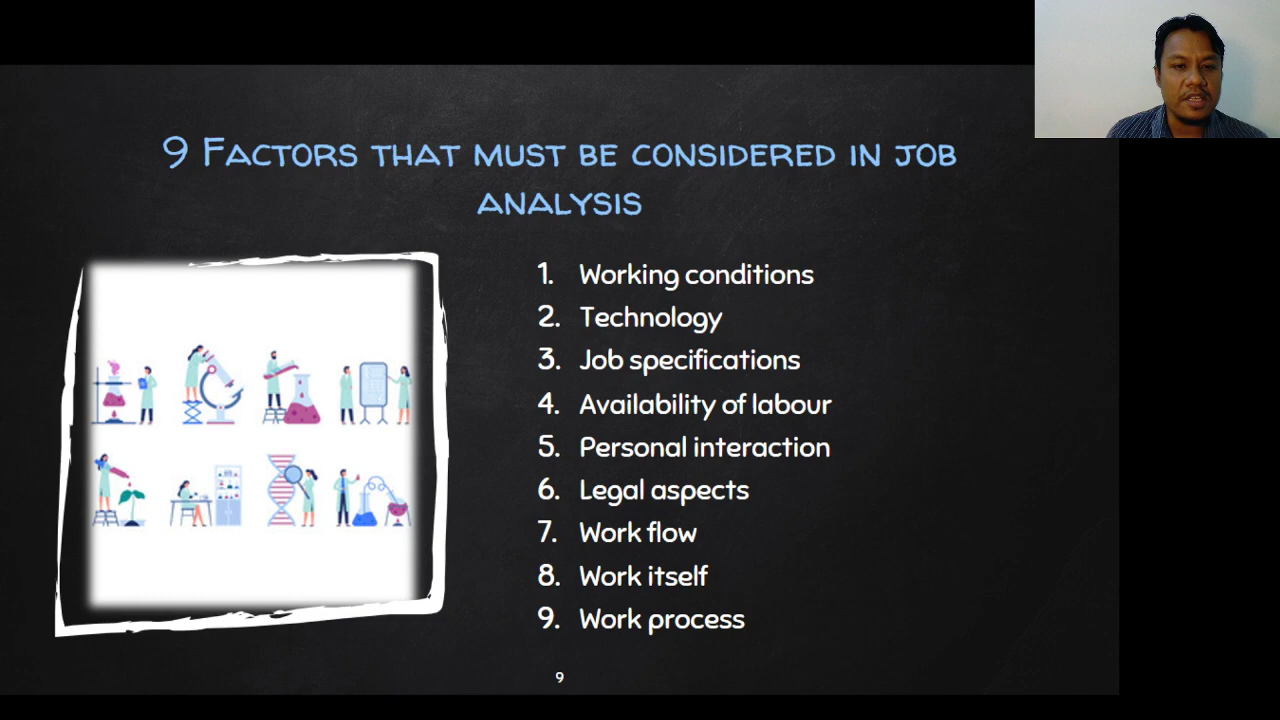 9 Factors that must be considered in job
analysis
1. Working conditions
2. Technology
3. Job specifications
4. Availability of labour
5. Personal interaction
6. Legal aspects
7. Work flow
8. Work itself
9. Work process
9